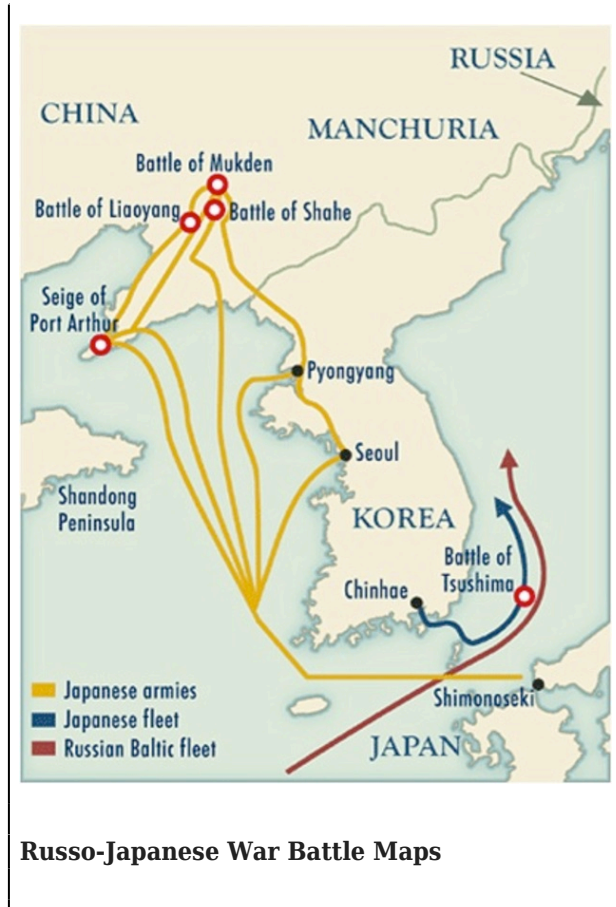 RUSSIA
CHINA
MANCHURIA
Battle of Mukden
Battle of Liaoyang
Battle of Shahe
Seige of
Port Arthur
Pyongyang
Seoul
Shandong
Peninsula
KOREA
Battle of
Tsushima
Chinhae
Japanese armies
Shimonoseki
Japanese fleet
Russian Baltic fleet
JAPAN
Russo-Japanese War Battle Maps